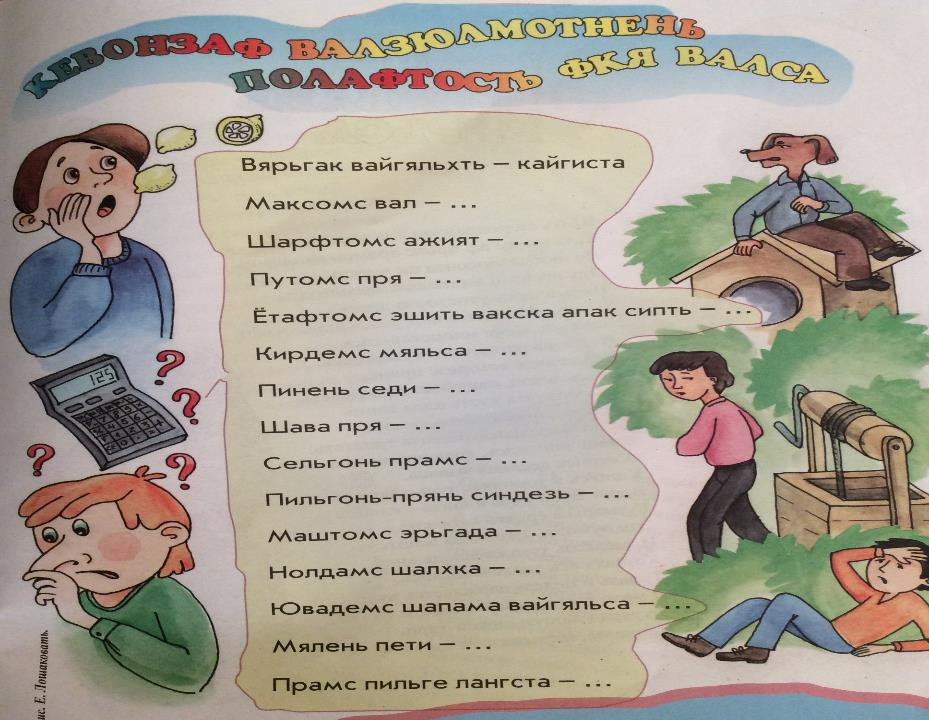 КЕВОНЗАФ ВАЛЗЮЛМОТНЕНЬ
ПОЛАФТОСТЬ ФКЯ ВАЛСА
Вярьгак вайгяльхть – кайгиста
Максомс вал – ...
Шарфтомс ажият – ...
Путомс пря – ...
Ётафтомс эшить вакска апак сипть – ...
Кирдемс мяльса – ...
Пинень седи – ...
Шава пря – ...
Сельгонь прамс – ...
Пильгонь-прянь синдезь – ...
Маштомс эрьгада – ...
Нолдамс шалхка – ...
Ювадемс шапама вайгяльса – ...
Мялень пети – ...
Прамс пильге лангста – ...
125
? ? ? ?
ис. Е. Лошаковать.